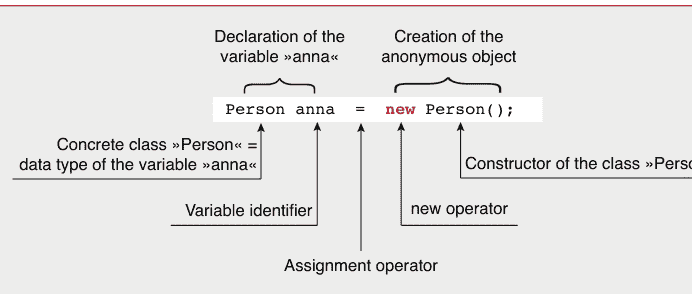 Declaration of the
variable »anna«
Creation of the
anonymous object
Person anna = new Person();
Concrete class »Person« =
data type of the variable »anna«
Constructor of the class
Variable identifier
new operator
Assignment operator